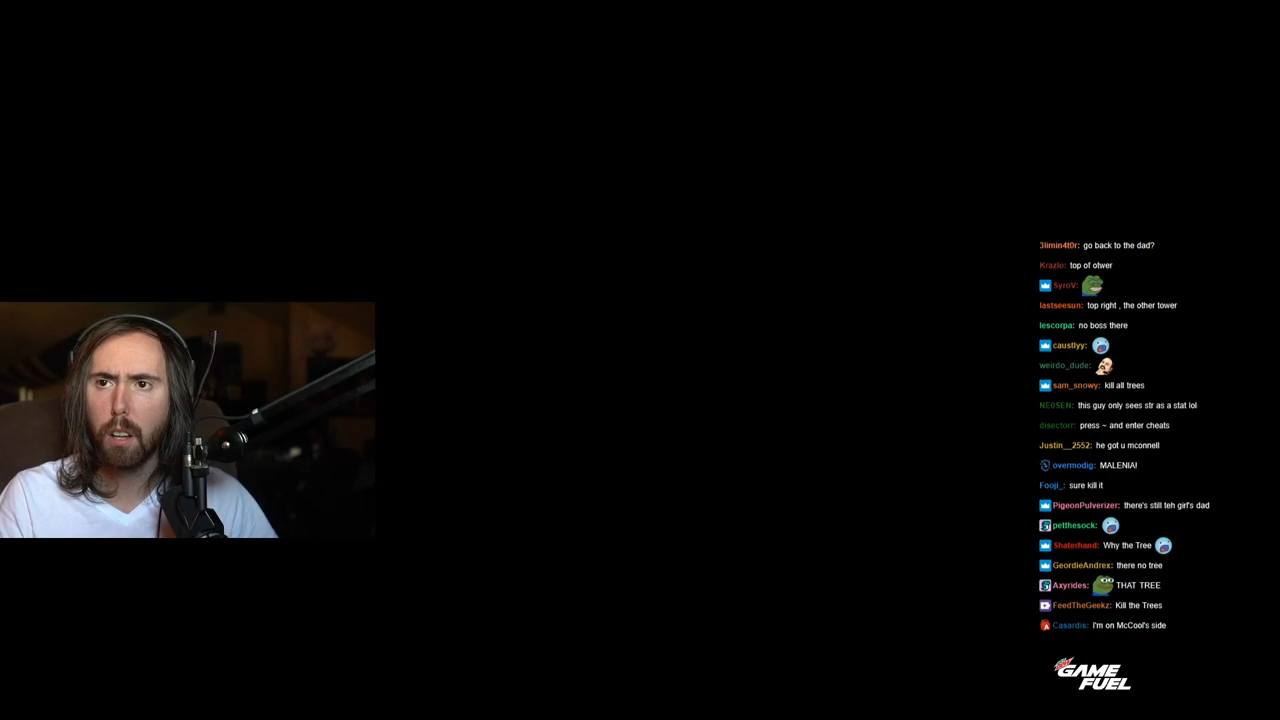 3limin4t0r: go back to the dad?
Krazlo: top of otwer
SyroV:
lastseesun: top right , the other tower
lescorpa: no boss there
caustlyy:
weirdo_dude:
sam_snowy: kill all trees
NE0SEN: this guy only sees str as a stat lol
disectorr: press ~ and enter cheats
Justin__2552: he got u mconnell
overmodig: MALENIA!
Fooji_: sure kill it
PigeonPulverizer: there's still teh girl's dad
petthesock:
Shaterhand: Why the Tree
GeordieAndrex: there no tree
Axyrides: THAT TREE
FeedTheGeekz: Kill the Trees
Casardis: I'm on McCool's side
GAME
FUEL